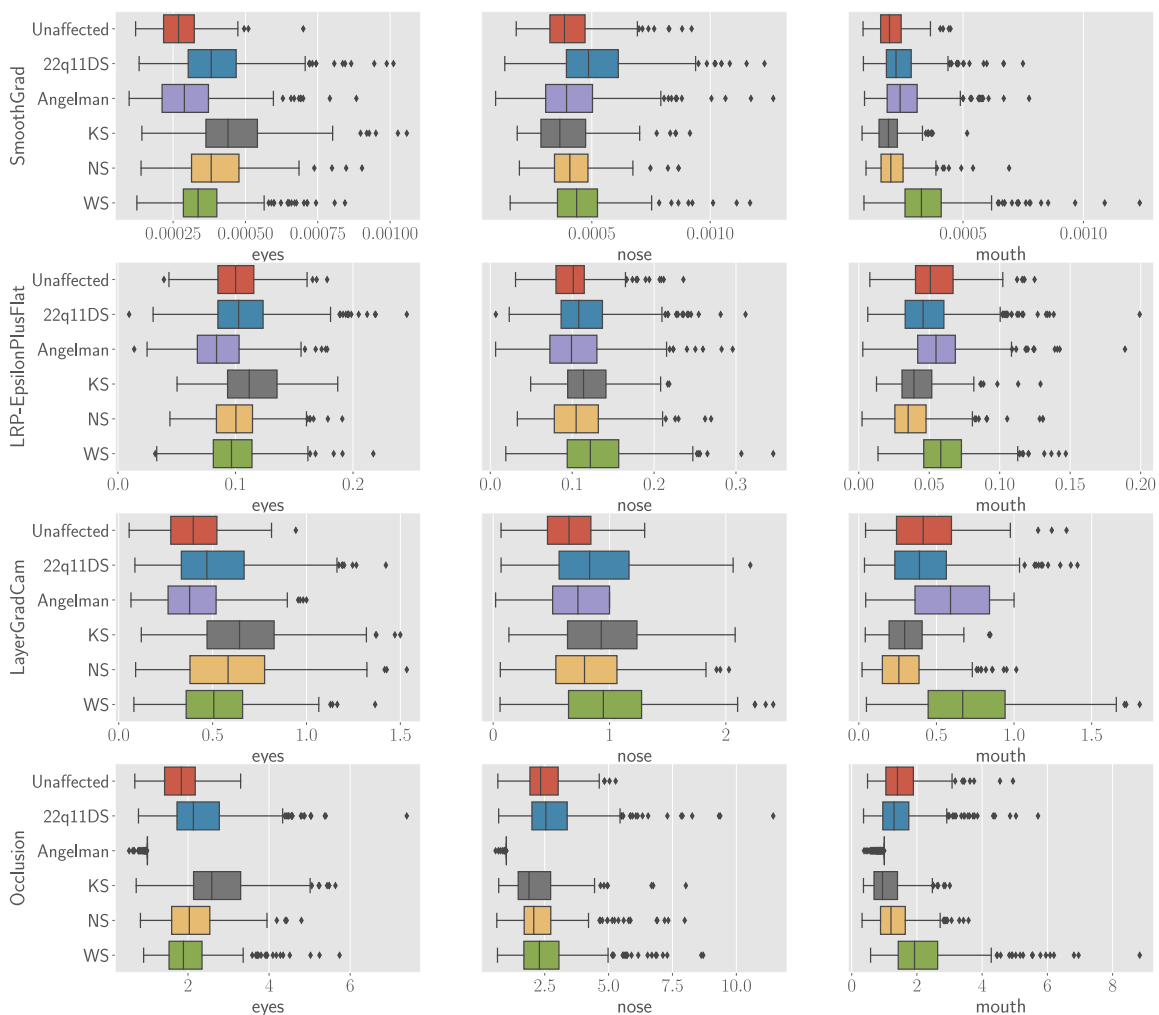 SmoothGrad
Unaffected
22q11DS
Angelman
KS
NS
WS
0.00025 0.00050 0.00075 0.00100
eyes
0.0005 0.0010
nose
0.0005 0.0010
mouth
LRP-EpsilonPlusFlat
Unaffected
22q11DS
Angelman
KS
NS
WS
0.0 0.1 0.2
eyes
0.0 0.1 0.2 0.3
nose
0.00 0.05 0.10 0.15 0.20
mouth
LayerGradCam
Unaffected
22q11DS
Angelman
KS
NS
WS
0.0 0.5 1.0 1.5
eyes
0 1 2
nose
0.0 0.5 1.0 1.5
mouth
Occlusion
Unaffected
22q11DS
Angelman
KS
NS
WS
2 4 6
eyes
2.5 5.0 7.5 10.0
nose
0 2 4 6 8
mouth